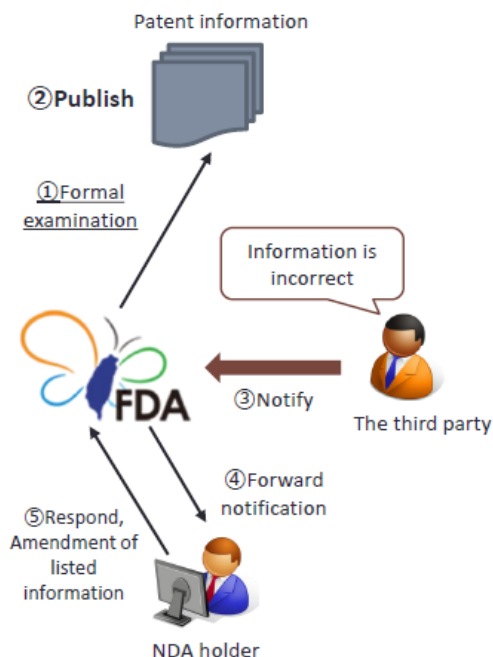 Patent information
②Publish
①Formal
examination
Information is
incorrect
FDA
③Notify
The third party
④Forward
notification
⑤Respond,
Amendment of
listed
information
NDA holder